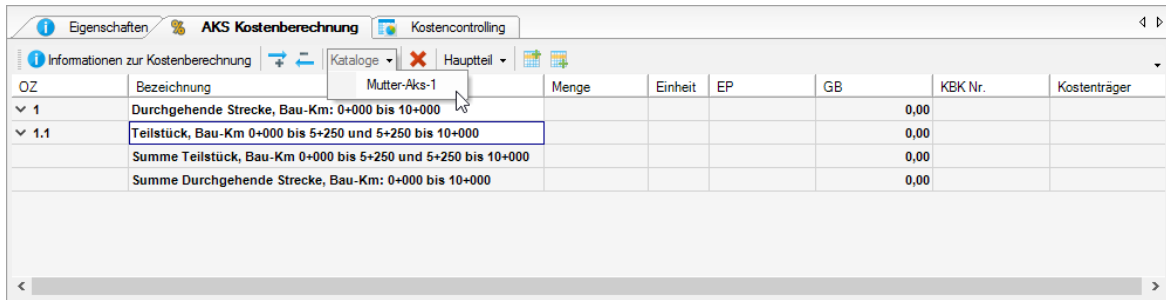 Eigenschaften AKS Kostenberechnung Kostencontrolling
Informationen zur Kostenberechnung Kataloge Hauptteil
Mutter-Aks-1
OZ Bezeichnung Menge Einheit EP GB KBK Nr. Kostenträger
1 Durchgehende Strecke, Bau-Km: 0+000 bis 10+000 0,00
1.1 Teilstück, Bau-Km 0+000 bis 5+250 und 5+250 bis 10+000 0,00
Summe Teilstück, Bau-Km 0+000 bis 5+250 und 5+250 bis 10+000 0,00
Summe Durchgehende Strecke, Bau-Km: 0+000 bis 10+000 0,00